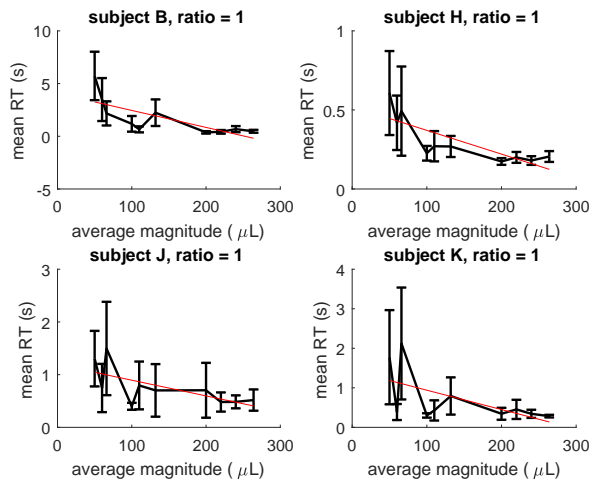 subject B, ratio = 1
10
5
0
-5
mean RT (s)
0
100
200
300
average magnitude ( μL)
subject H, ratio = 1
1
0.5
0
mean RT (s)
0
100
200
300
average magnitude ( μL)
subject J, ratio = 1
3
2
1
0
mean RT (s)
0
100
200
300
average magnitude ( μL)
subject K, ratio = 1
4
3
2
1
0
mean RT (s)
0
100
200
300
average magnitude ( μL)